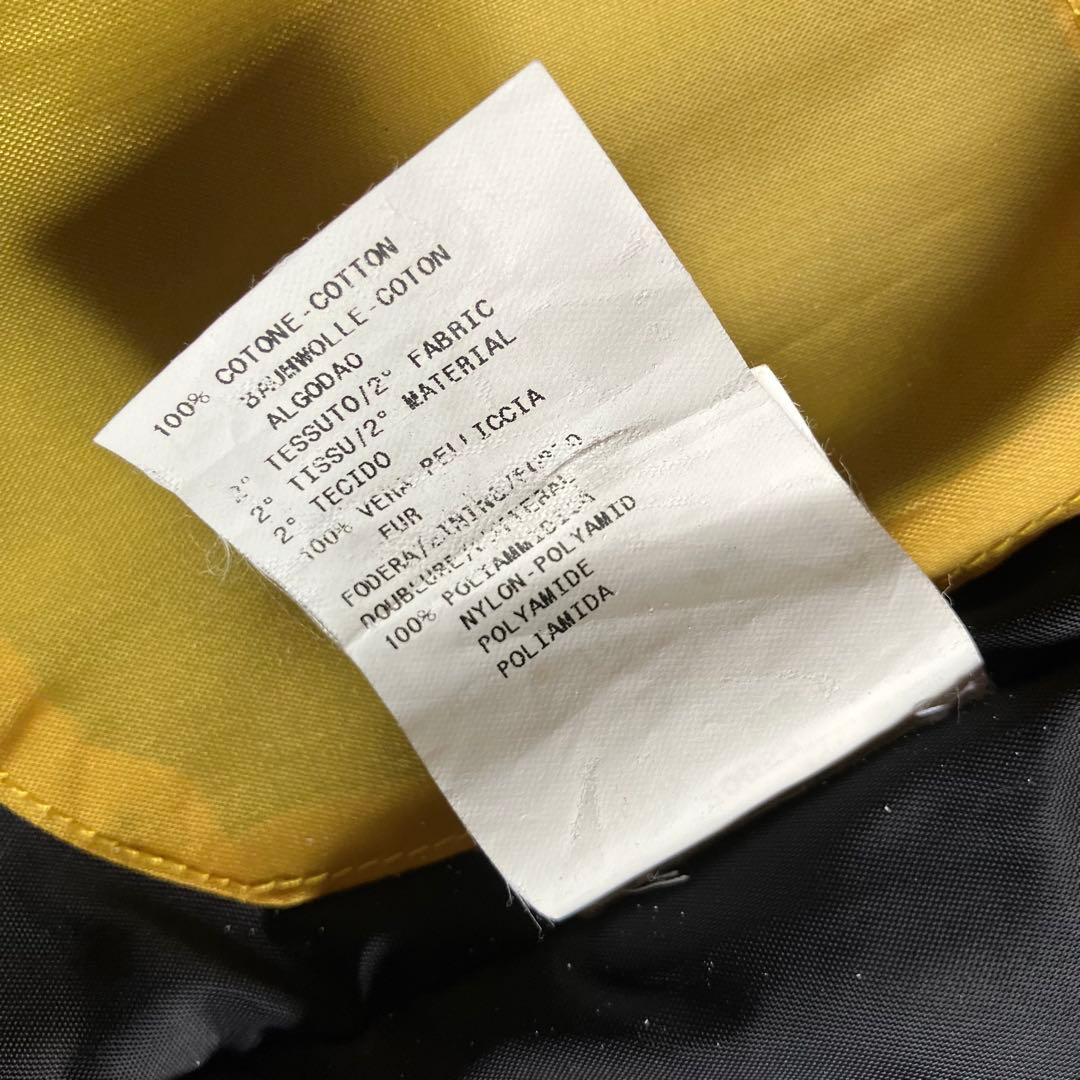 100% COTONE-COTTON
BAUMWOLLE-COTON
ALGODAO
2° TESSUTO/2° FABRIC
2° TISSU/2° MATERIAL
2° TECIDO
100% VERA PELLICCIA
FUR
FODERA/LINING/
DOUBLURE/
100% POLIAMMIDICA
NYLON-POLYAMID
POLYAMIDE
POLIAMIDA